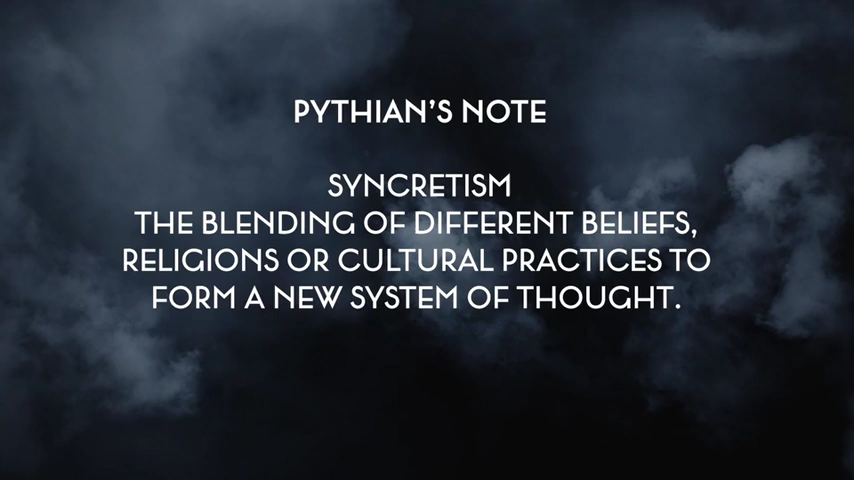 PYTHIAN'S NOTE
SYNCRETISM
THE BLENDING OF DIFFERENT BELIEFS,
RELIGIONS OR CULTURAL PRACTICES TO
FORM A NEW SYSTEM OF THOUGHT.